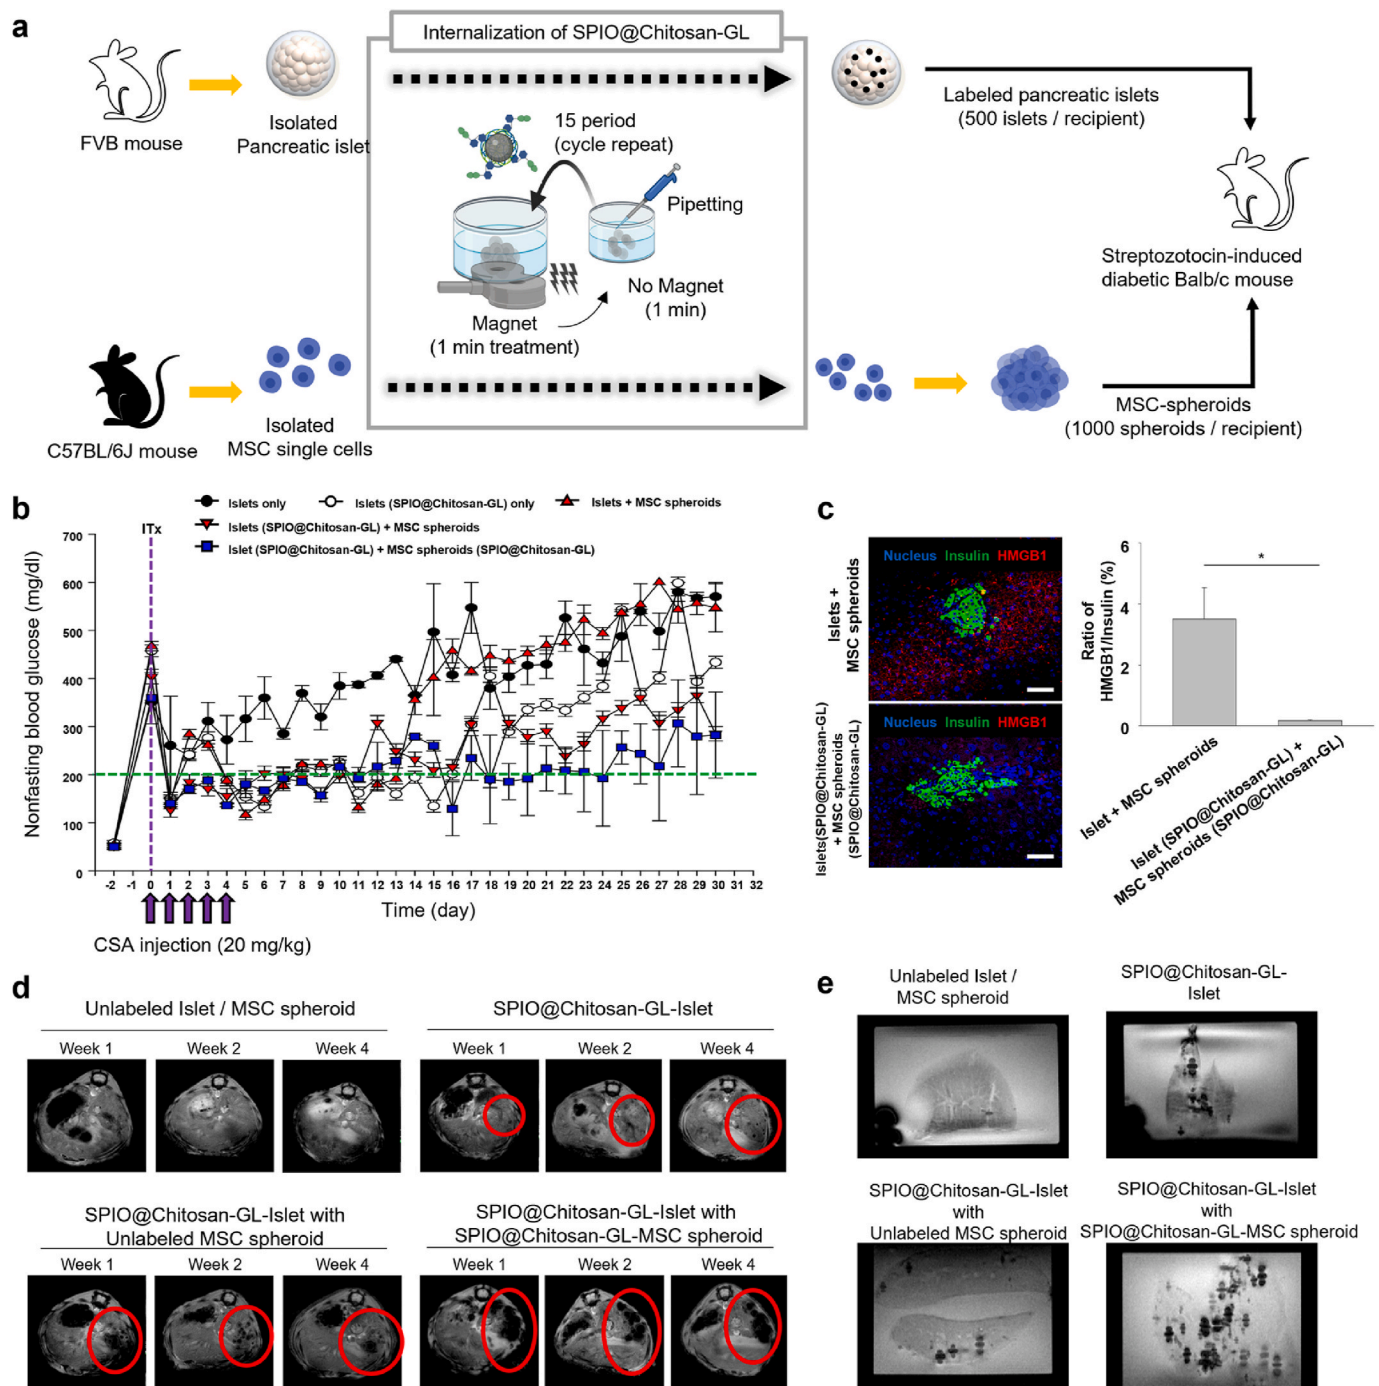 a
Internalization of SPIO@Chitosan-GL
FVB mouse
Isolated
Pancreatic islet
15 period
(cycle repeat)
Pipetting
No Magnet
(1 min)
Magnet
(1 min treatment)
Labeled pancreatic islets
(500 islets / recipient)
Streptozotocin-induced
diabetic Balb/c mouse
C57BL/6J mouse
Isolated
MSC single cells
MSC-spheroids
(1000 spheroids / recipient)
b
Islets only
Islets (SPIO@Chitosan-GL) only
Islets + MSC spheroids
Islets (SPIO@Chitosan-GL) + MSC spheroids
Islet (SPIO@Chitosan-GL) + MSC spheroids (SPIO@Chitosan-GL)
ITx
Nonfasting blood glucose (mg/dl)
700
600
500
400
300
200
100
0
-2 -1 0 1 2 3 4 5 6 7 8 9 10 11 12 13 14 15 16 17 18 19 20 21 22 23 24 25 26 27 28 29 30 31 32
Time (day)
CSA injection (20 mg/kg)
c
Islets +
MSC spheroids
Nucleus Insulin HMGB1
Islets(SPIO@Chitosan-GL)
+ MSC spheroids
(SPIO@Chitosan-GL)
Nucleus Insulin HMGB1
Ratio of
HMGB1/Insulin (%)
6
4
2
0
*
Islet + MSC spheroids
Islet (SPIO@Chitosan-GL) +
MSC spheroids (SPIO@Chitosan-GL)
d
Unlabeled Islet / MSC spheroid
Week 1 Week 2 Week 4
SPIO@Chitosan-GL-Islet
Week 1 Week 2 Week 4
SPIO@Chitosan-GL-Islet with
Unlabeled MSC spheroid
Week 1 Week 2 Week 4
SPIO@Chitosan-GL-Islet with
SPIO@Chitosan-GL-MSC spheroid
Week 1 Week 2 Week 4
e
Unlabeled Islet /
MSC spheroid
SPIO@Chitosan-GL-
Islet
SPIO@Chitosan-GL-Islet
with
Unlabeled MSC spheroid
SPIO@Chitosan-GL-Islet
with
SPIO@Chitosan-GL-MSC spheroid